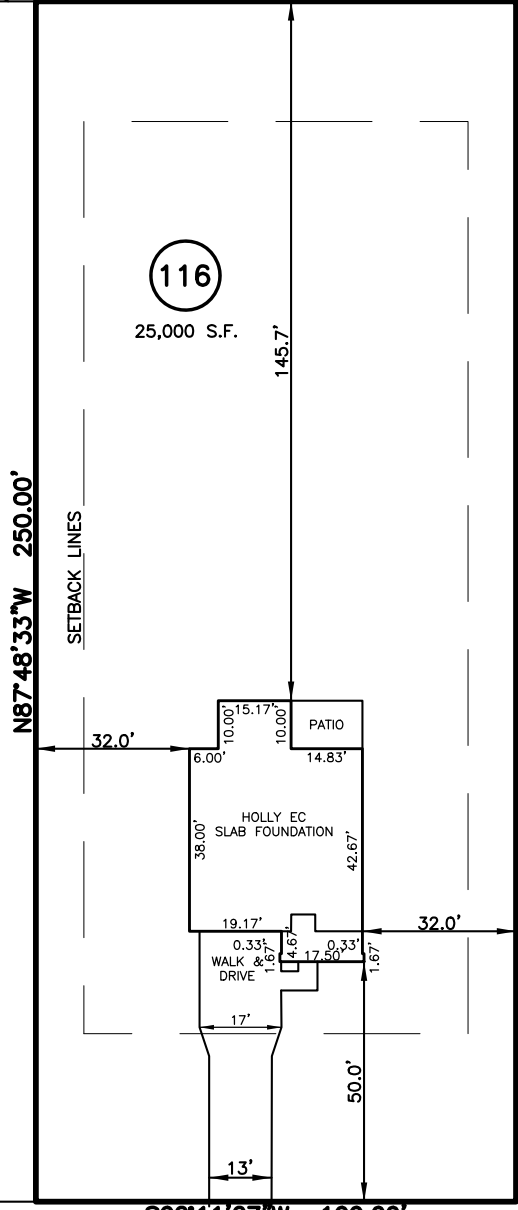 116
25,000 S.F.
145.7'
N87°48'33"W 250.00'
SETBACK LINES
15.17'
10.00'
10.00'
PATIO
32.0'
6.00'
14.83'
HOLLY EC
SLAB FOUNDATION
38.00'
42.67'
19.17'
32.0'
0.33'
4.67'
0.33'
1.67'
17.50'
1.67'
WALK &
DRIVE
17'
50.0'
13'